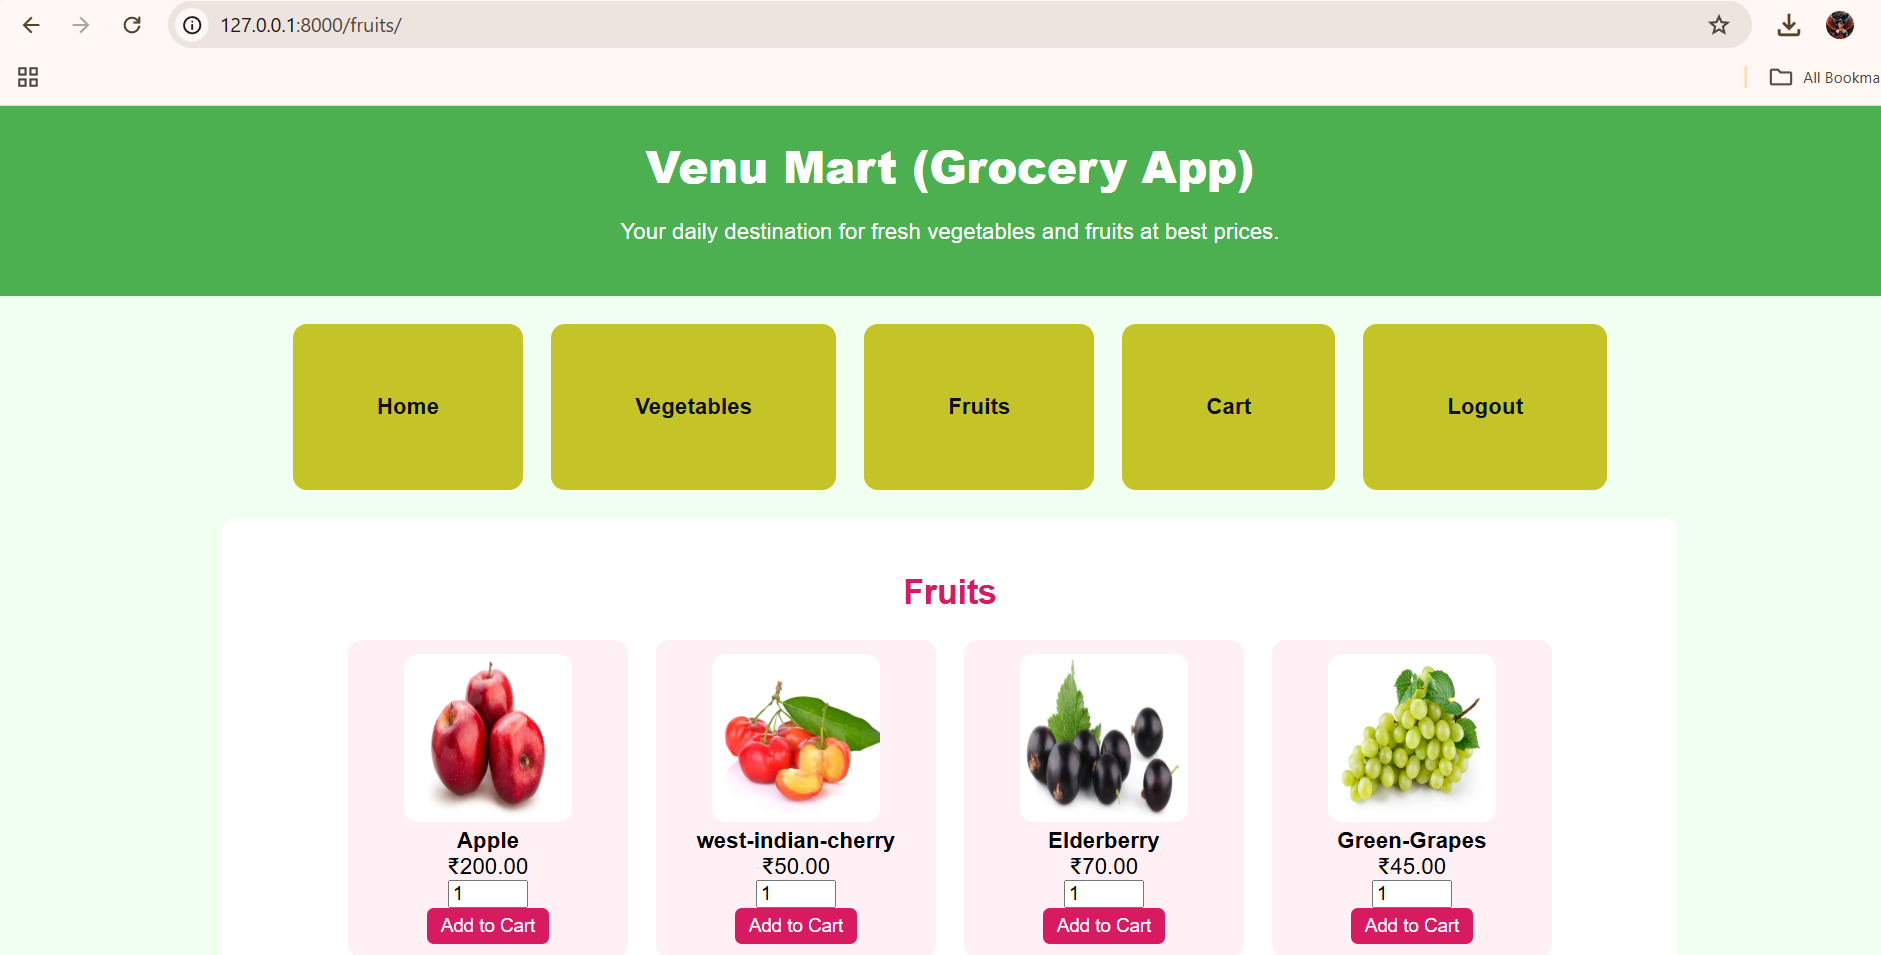 127.0.0.1:8000/fruits/
All Bookma
Venu Mart (Grocery App)
Your daily destination for fresh vegetables and fruits at best prices.
Home Vegetables Fruits Cart Logout
Fruits
Apple west-indian-cherry Elderberry Green-Grapes
₹200.00 ₹50.00 ₹70.00 ₹45.00
1 1 1 1
Add to Cart Add to Cart Add to Cart Add to Cart